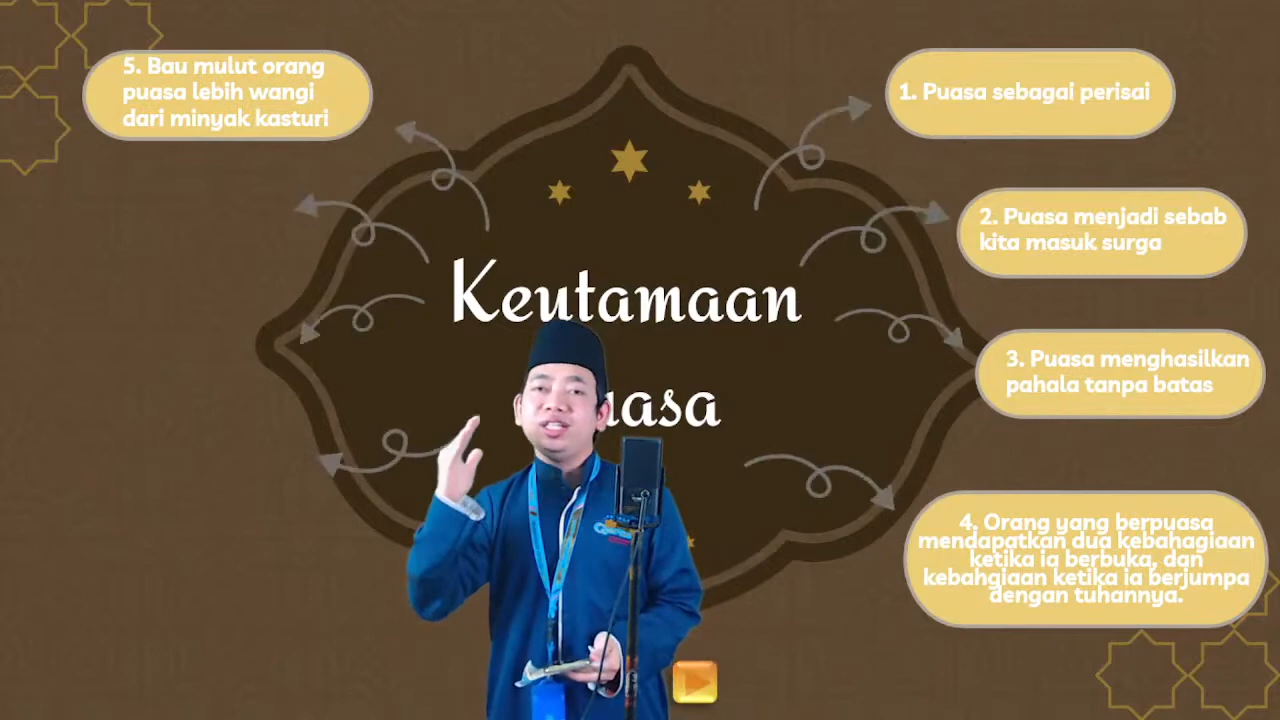 Keutamaan
uasa
1. Puasa sebagai perisai
2. Puasa menjadi sebab
kita masuk surga
3. Puasa menghasilkan
pahala tanpa batas
4. Orang yang berpuasa
mendapatkan dua kebahagiaan
ketika ia berbuka, dan
kebahgiaan ketika ia berjumpa
dengan tuhannya.
5. Bau mulut orang
puasa lebih wangi
dari minyak kasturi